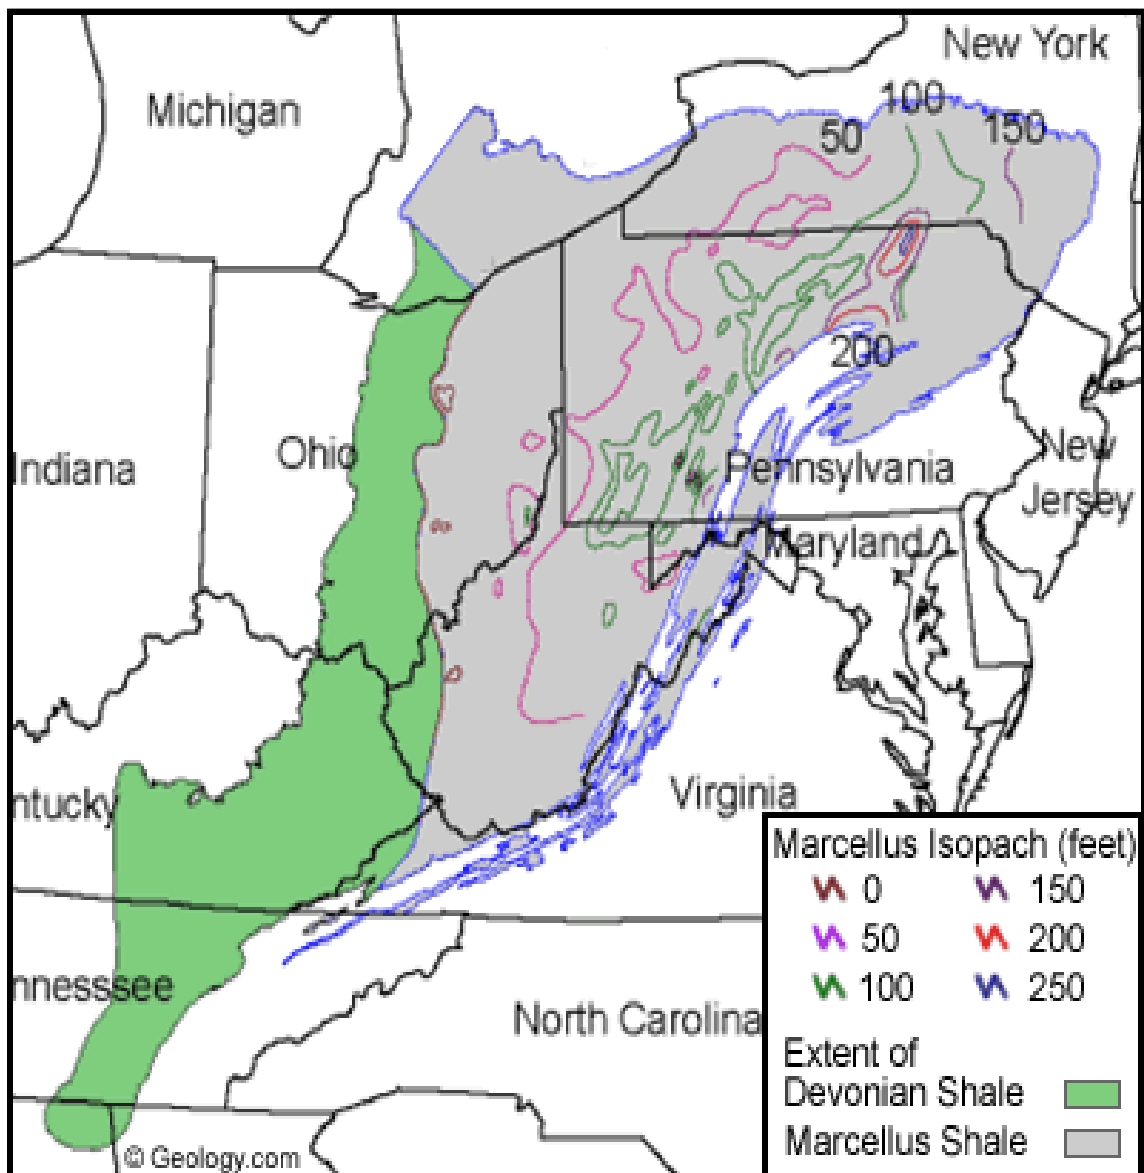 New York
Michigan
100
50
150
200
Ohio
Indiana
Pennsylvania
New
Jersey
Maryland
ntucky
Virginia
nnesssee
North Carolina
Marcellus Isopach (feet)
0
150
50
200
100
250
Extent of
Devonian Shale
Marcellus Shale
© Geology.com